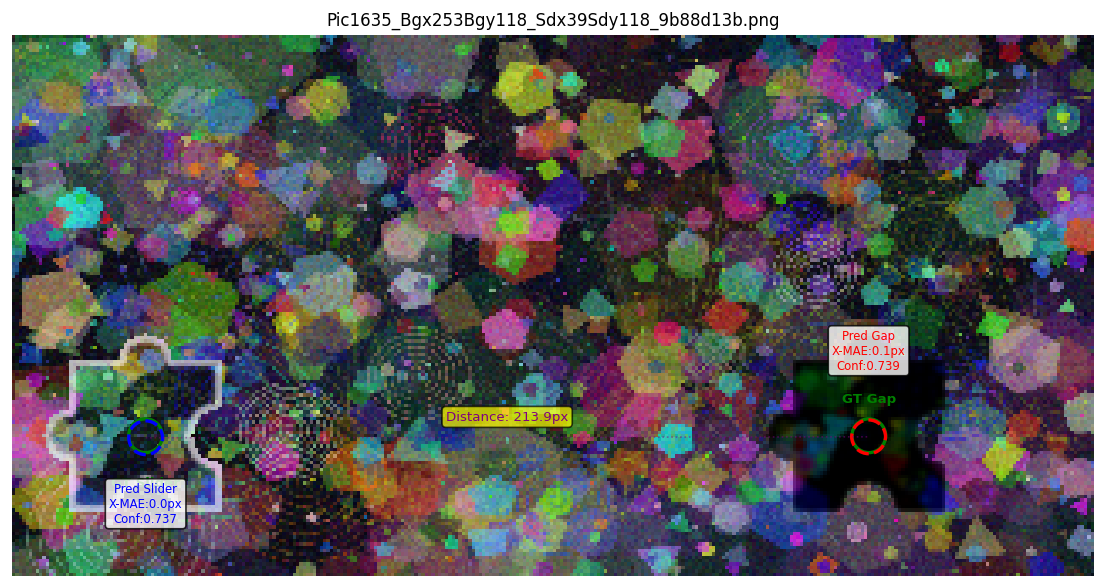 Pic1635_Bgx253Bgy118_Sdx39Sdy118_9b88d13b.png
Pred Gap
X-MAE:0.1px
Conf:0.739
GT Gap
Distance: 213.9px
Pred Slider
X-MAE:0.0px
Conf:0.737